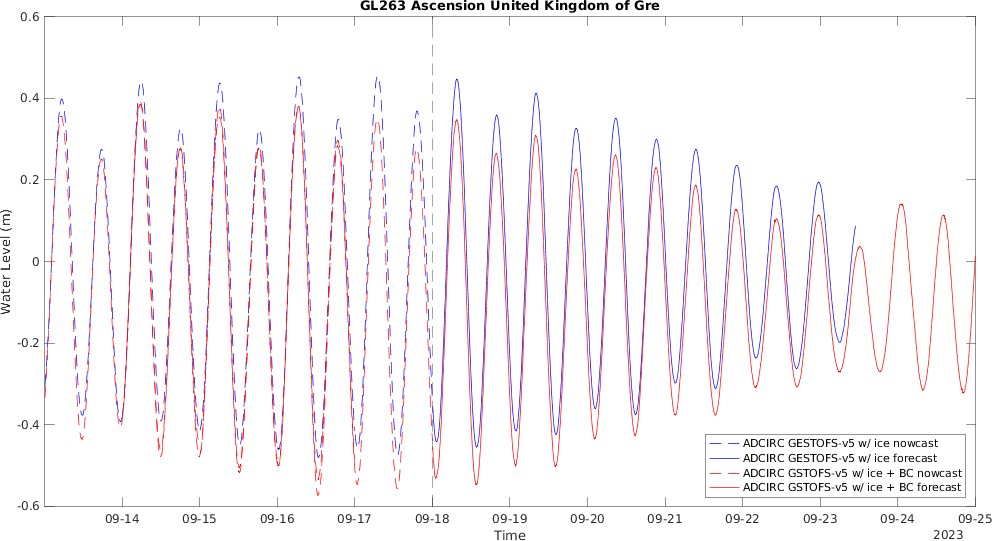 GL263 Ascension United Kingdom of Gre
0.6
0.4
0.2
0
-0.2
-0.4
-0.6
Water Level (m)
09-14 09-15 09-16 09-17 09-18 09-19 09-20 09-21 09-22 09-23 09-24 09-25
Time
2023
ADCIRC GESTOFS-v5 w/ ice nowcast
ADCIRC GESTOFS-v5 w/ ice forecast
ADCIRC GSTOFS-v5 w/ ice + BC nowcast
ADCIRC GSTOFS-v5 w/ ice + BC forecast